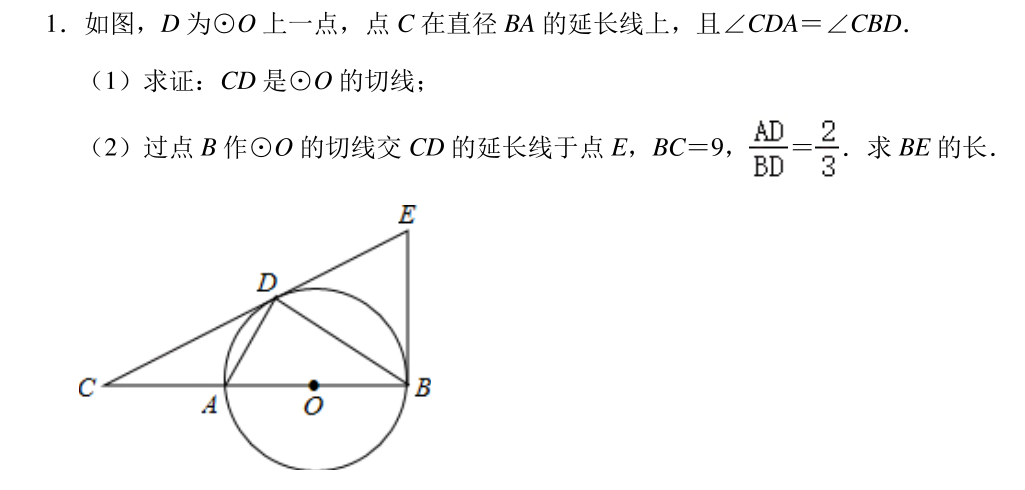 1. 如图，D 为⊙O 上一点，点 C 在直径 BA 的延长线上，且∠CDA＝∠CBD．
（1）求证：CD 是⊙O 的切线；
（2）过点 B 作⊙O 的切线交 CD 的延长线于点 E，BC＝9，AD/BD＝2/3．求 BE 的长．
E
D
C
A
O
B